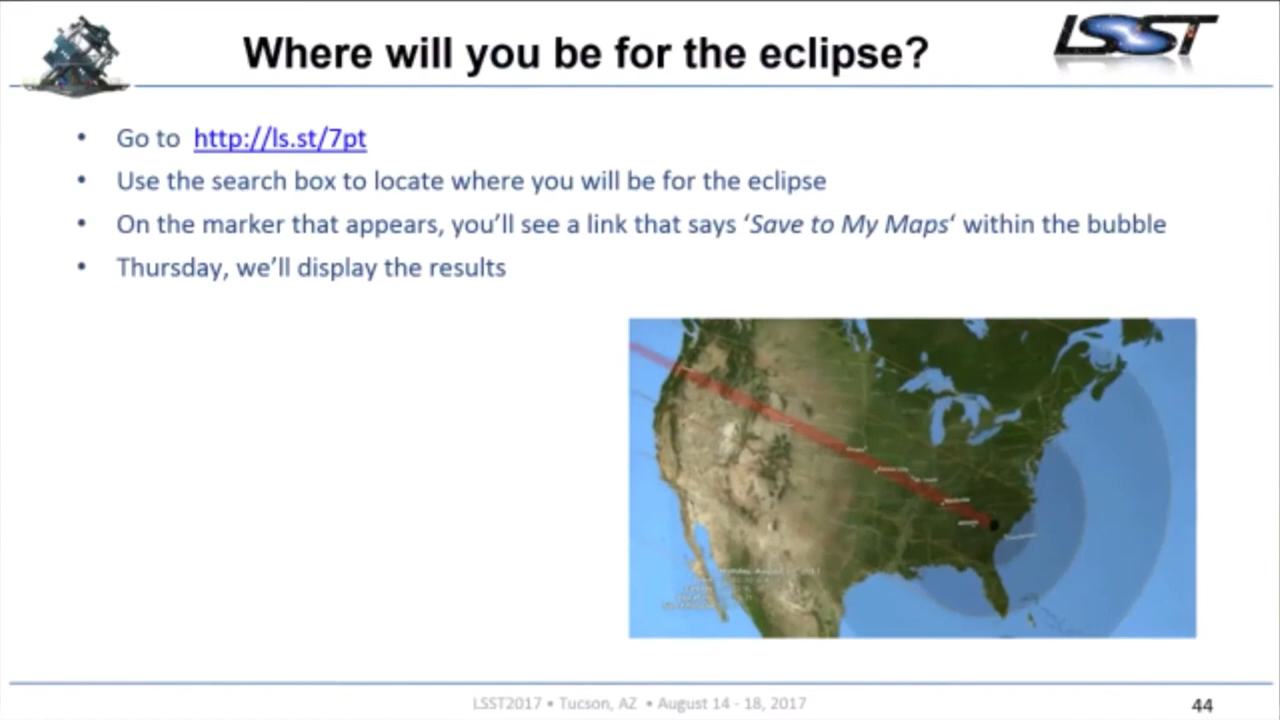 Where will you be for the eclipse?
LSST
• Go to http://ls.st/7pt
• Use the search box to locate where you will be for the eclipse
• On the marker that appears, you’ll see a link that says ‘Save to My Maps‘ within the bubble
• Thursday, we’ll display the results
LSST2017 • Tucson, AZ • August 14 - 18, 2017
44